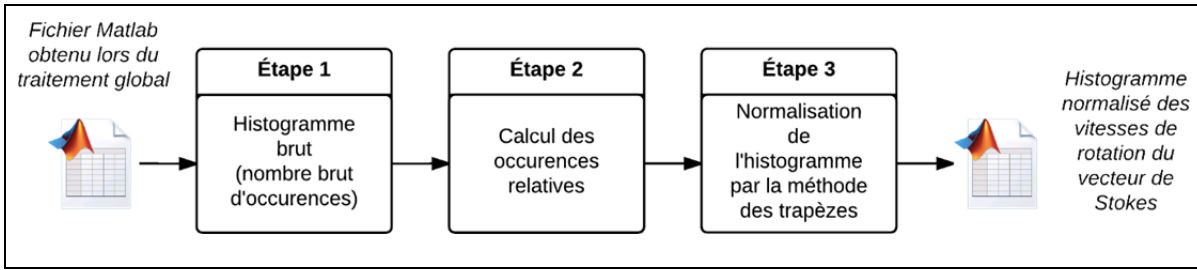 Fichier Matlab
obtenu lors du
traitement global
Étape 1
Histogramme
brut
(nombre brut
d'occurences)
Étape 2
Calcul des
occurences
relatives
Étape 3
Normalisation
de
l'histogramme
par la méthode
des trapèzes
Histogramme
normalisé des
vitesses de
rotation du
vecteur de
Stokes